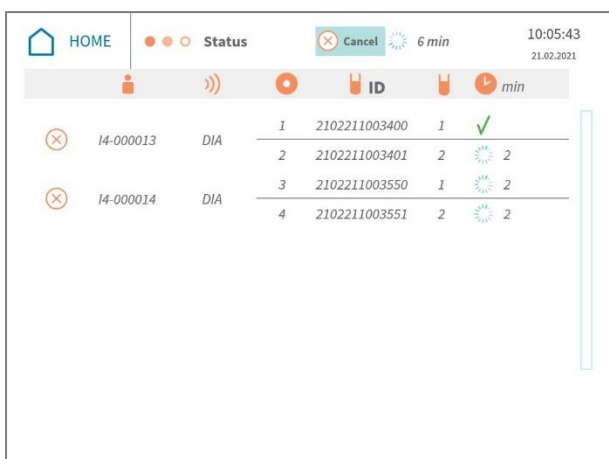 HOME Status Cancel 6 min 10:05:43
21.02.2021
ID min
I4-000013 DIA
1 2102211003400 1
2 2102211003401 2 2
I4-000014 DIA
3 2102211003550 1 2
4 2102211003551 2 2